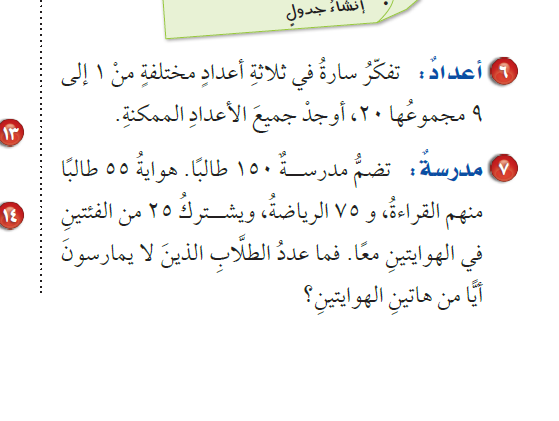 • إنشاءُ جدولٍ
٦ أعدادٌ: تفكّرُ سارةُ في ثلاثةِ أعدادٍ مختلفةٍ منْ ١ إلى
٩ مجموعُها ٢٠، أوجدْ جميعَ الأعدادِ الممكنةِ.
١٣
٧ مدرسةٌ: تضمُّ مدرســةٌ ١٥٠ طالبًا. هوايةُ ٥٥ طالبًا
منهم القراءةُ، و ٧٥ الرياضةُ، ويشتــركُ ٢٥ من الفئتينِ
١٤
في الهوايتينِ معًا. فما عددُ الطلَّابِ الذينَ لا يمارسونَ
أيًّا من هاتينِ الهوايتينِ؟